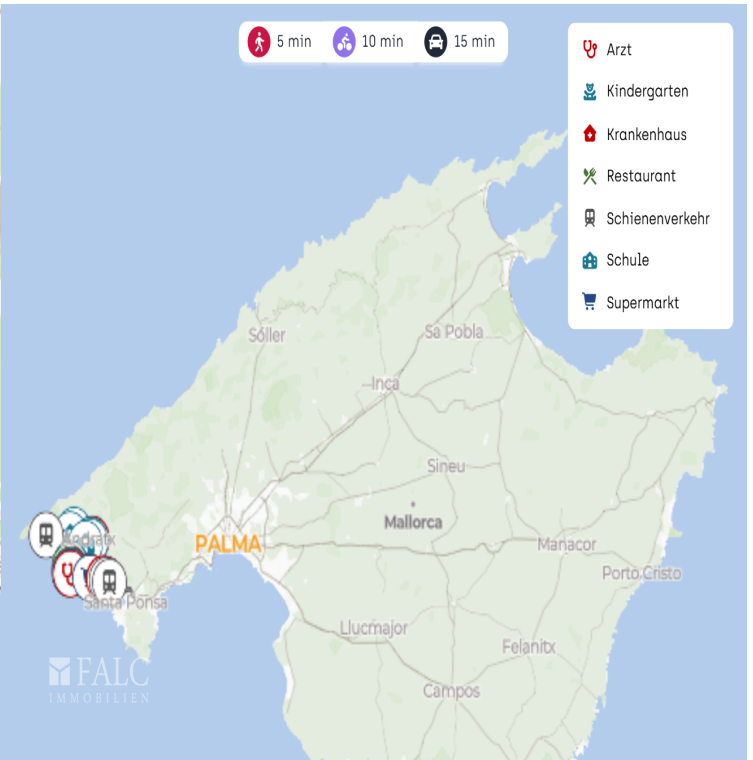 5 min
10 min
15 min
Arzt
Kindergarten
Krankenhaus
Restaurant
Schienenverkehr
Schule
Supermarkt
Sóller
Sa Pobla
Inca
Sineu
Mallorca
Andratx
PALMA
Manacor
Porto Cristo
Santa Ponsa
Llucmajor
Felanitx
Campos
FALC
IMMOBILIEN